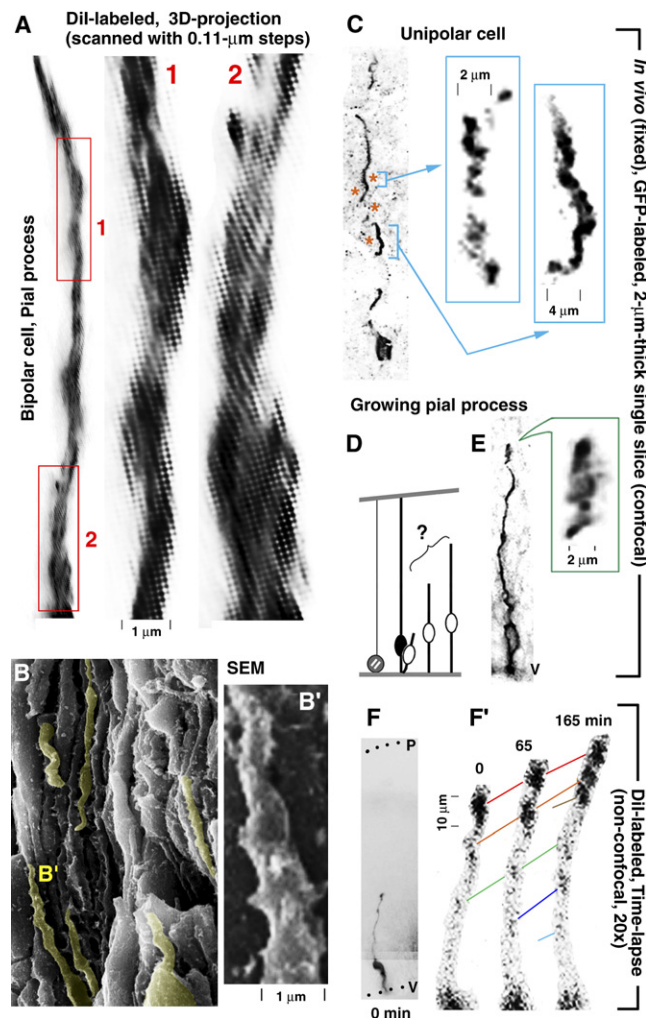 A
DiI-labeled, 3D-projection
(scanned with 0.11-µm steps)
1
2
1
2
Bipolar cell, Pial process
1 µm
B
B'
SEM
B'
1 µm
C
Unipolar cell
2 µm
4 µm
*
*
*
*
In vivo (fixed), GFP-labeled, 2-µm-thick single slice (confocal)
Growing pial process
D
?
E
V
2 µm
F
P
V
0 min
F'
0
65
165 min
10 µm
DiI-labeled, Time-lapse
(non-confocal, 20x)